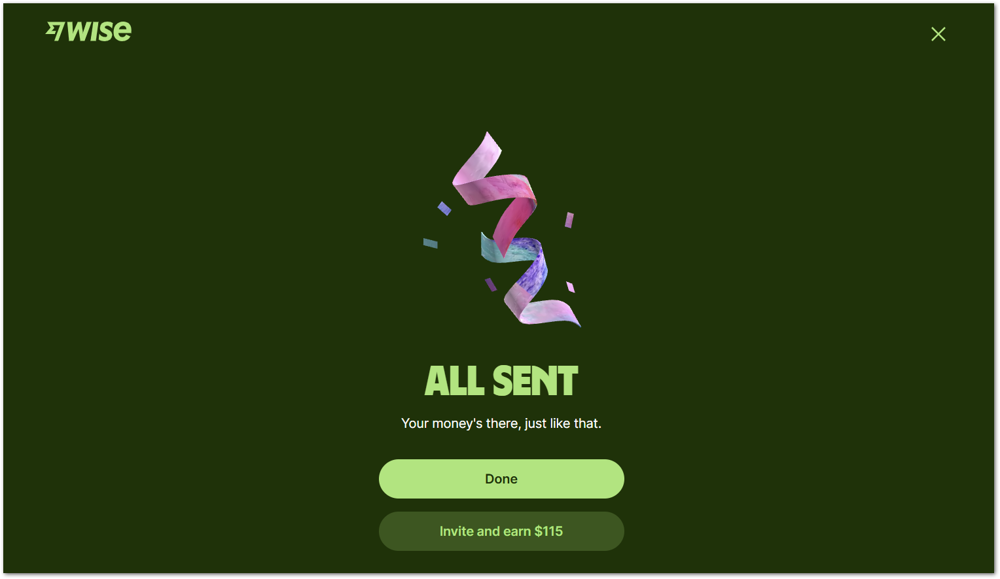 wise
ALL SENT
Your money's there, just like that.
Done
Invite and earn $115